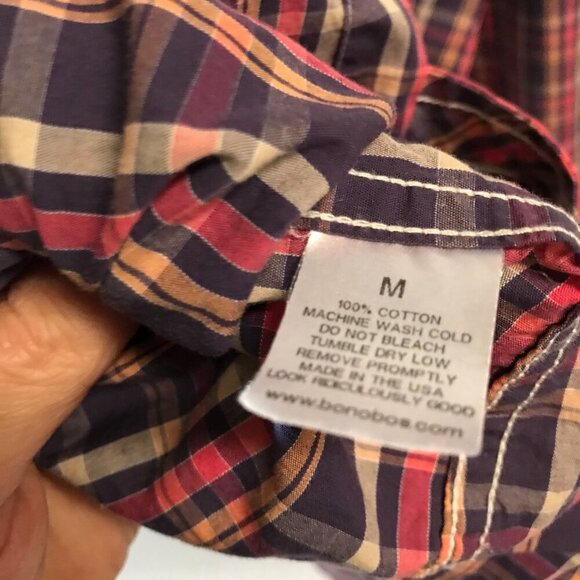 M
100% COTTON
MACHINE WASH COLD
DO NOT BLEACH
TUMBLE DRY LOW
REMOVE PROMPTLY
MADE IN THE USA
LOOK RIDICULOUSLY GOOD
www.bonobos.com